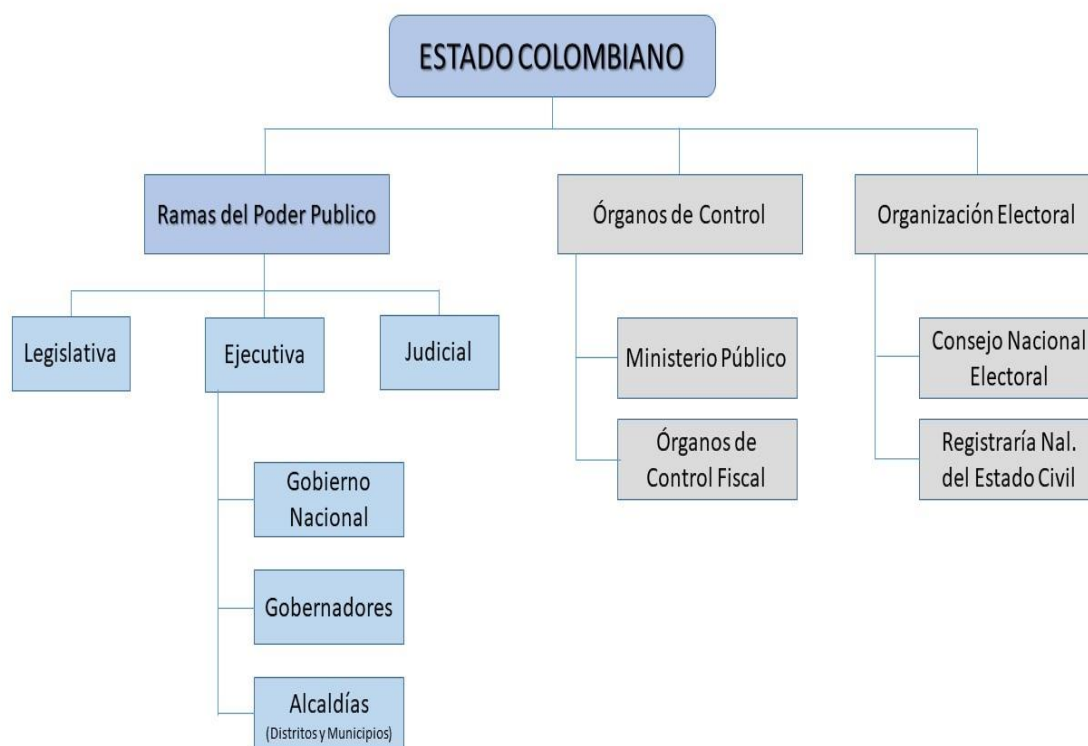 ESTADO COLOMBIANO
Ramas del Poder Publico
Órganos de Control
Organización Electoral
Legislativa
Ejecutiva
Judicial
Ministerio Público
Consejo Nacional
Electoral
Órganos de
Control Fiscal
Registraría Nal.
del Estado Civil
Gobierno
Nacional
Gobernadores
Alcaldías
(Distritos y Municipios)